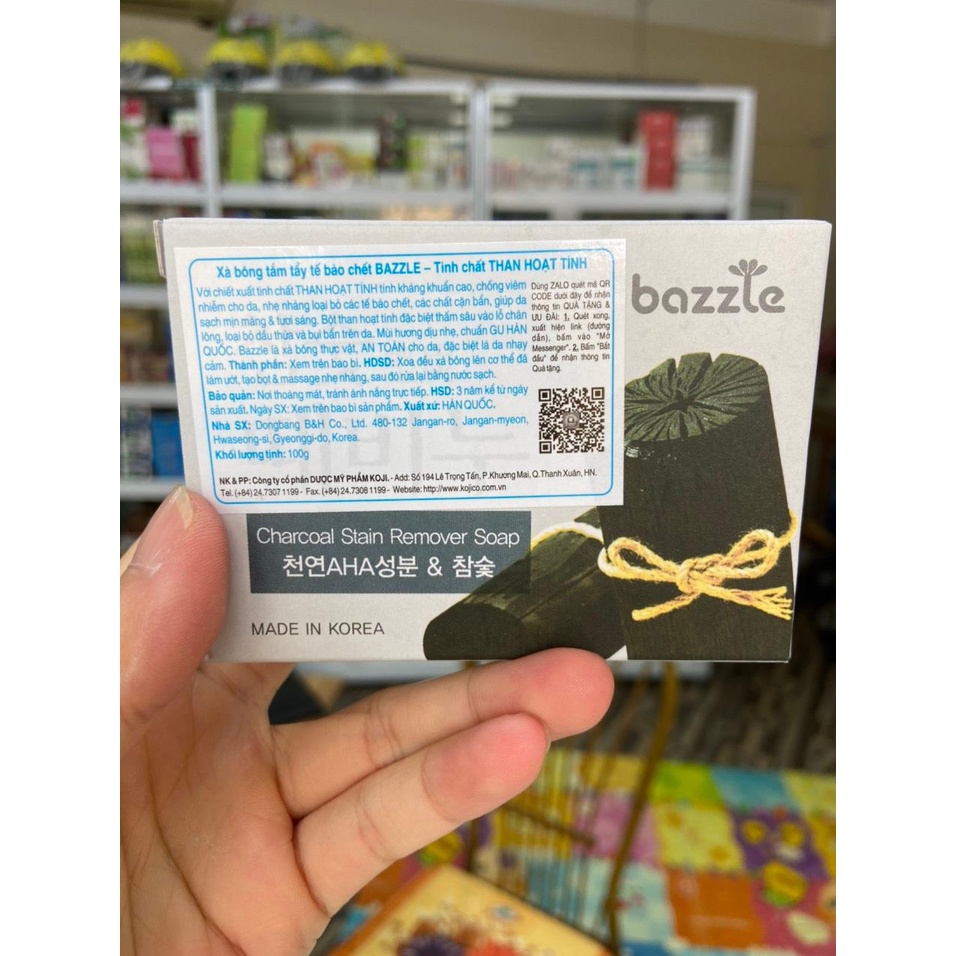 Xà bông tắm tẩy tế bào chết BAZZLE – Tinh chất THAN HOẠT TÍNH
Với chiết xuất tinh chất THAN HOẠT TÍNH tính kháng khuẩn cao, chống viêm
nhiễm cho da, nhẹ nhàng loại bỏ các tế bào chết, các chất cặn bẩn, giúp da
sạch mịn màng & tươi sáng. Bột than hoạt tính đặc biệt thấm sâu vào lỗ chân
lông, loại bỏ dầu thừa và bụi bẩn trên da. Mùi hương dịu nhẹ, chuẩn GU HÀN
QUỐC. Bazzle là xà bông thực vật, AN TOÀN cho da, đặc biệt là da nhạy
cảm. Thành phần: Xem trên bao bì. HDSD: Xoa đều xà bông lên cơ thể đã
làm ướt, tạo bọt & massage nhẹ nhàng, sau đó rửa lại bằng nước sạch.
Bảo quản: Nơi thoáng mát, tránh ánh nắng trực tiếp. HSD: 3 năm kể từ ngày
sản xuất. Ngày SX: Xem trên bao bì sản phẩm. Xuất xứ: HÀN QUỐC.
Nhà SX: Dongbang B&H Co., Ltd. 480-132 Jangan-ro, Jangan-myeon,
Hwaseong-si, Gyeonggi-do, Korea.
Khối lượng tịnh: 100g
Dùng ZALO quét mã QR
CODE dưới đây để nhận
thông tin QUÀ TẶNG &
ƯU ĐÃI: 1. Quét xong,
xuất hiện link (đường
dẫn), bấm vào "Mở
Messenger". 2. Bấm "Bắt
đầu" để nhận thông tin
Quà tặng.
NK & PP: Công ty cổ phần DƯỢC MỸ PHẨM KOJI. - Add: Số 194 Lê Trọng Tấn, P.Khương Mai, Q.Thanh Xuân, HN.
Tel. (+84) 24.7307 1199 - Fax. (+84) 24.7308 1199 - Website: http://www.kojico.com.vn
bazzle
Charcoal Stain Remover Soap
천연AHA성분 & 참숯
MADE IN KOREA